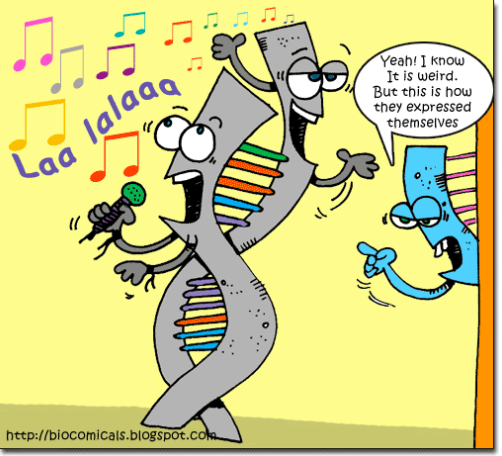 Laa lalaaa
Yeah! I know
It is weird.
But this is how
they expressed
themselves
http://biocomicals.blogspot.com